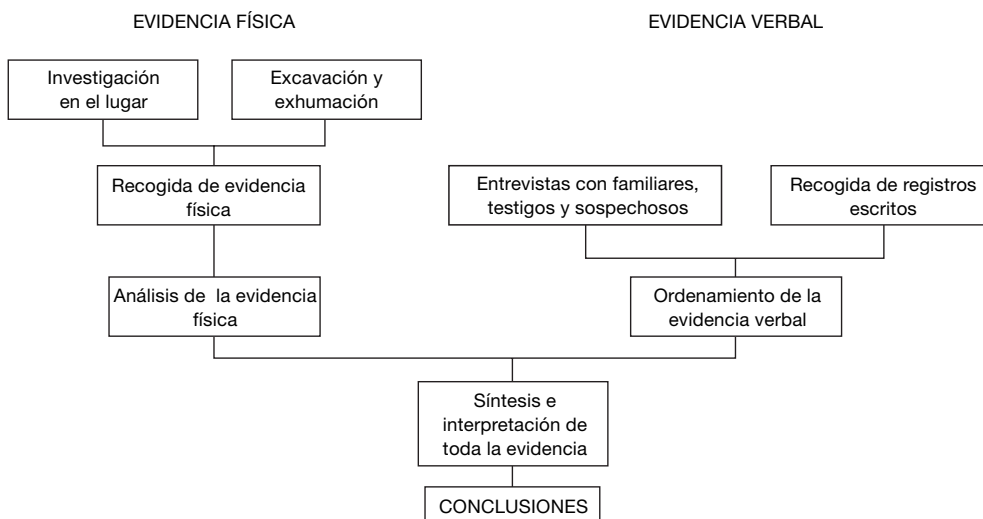 EVIDENCIA FÍSICA
EVIDENCIA VERBAL
Investigación
en el lugar
Excavación y
exhumación
Recogida de evidencia
física
Entrevistas con familiares,
testigos y sospechosos
Recogida de registros
escritos
Análisis de la evidencia
física
Ordenamiento de la
evidencia verbal
Síntesis e
interpretación de
toda la evidencia
CONCLUSIONES